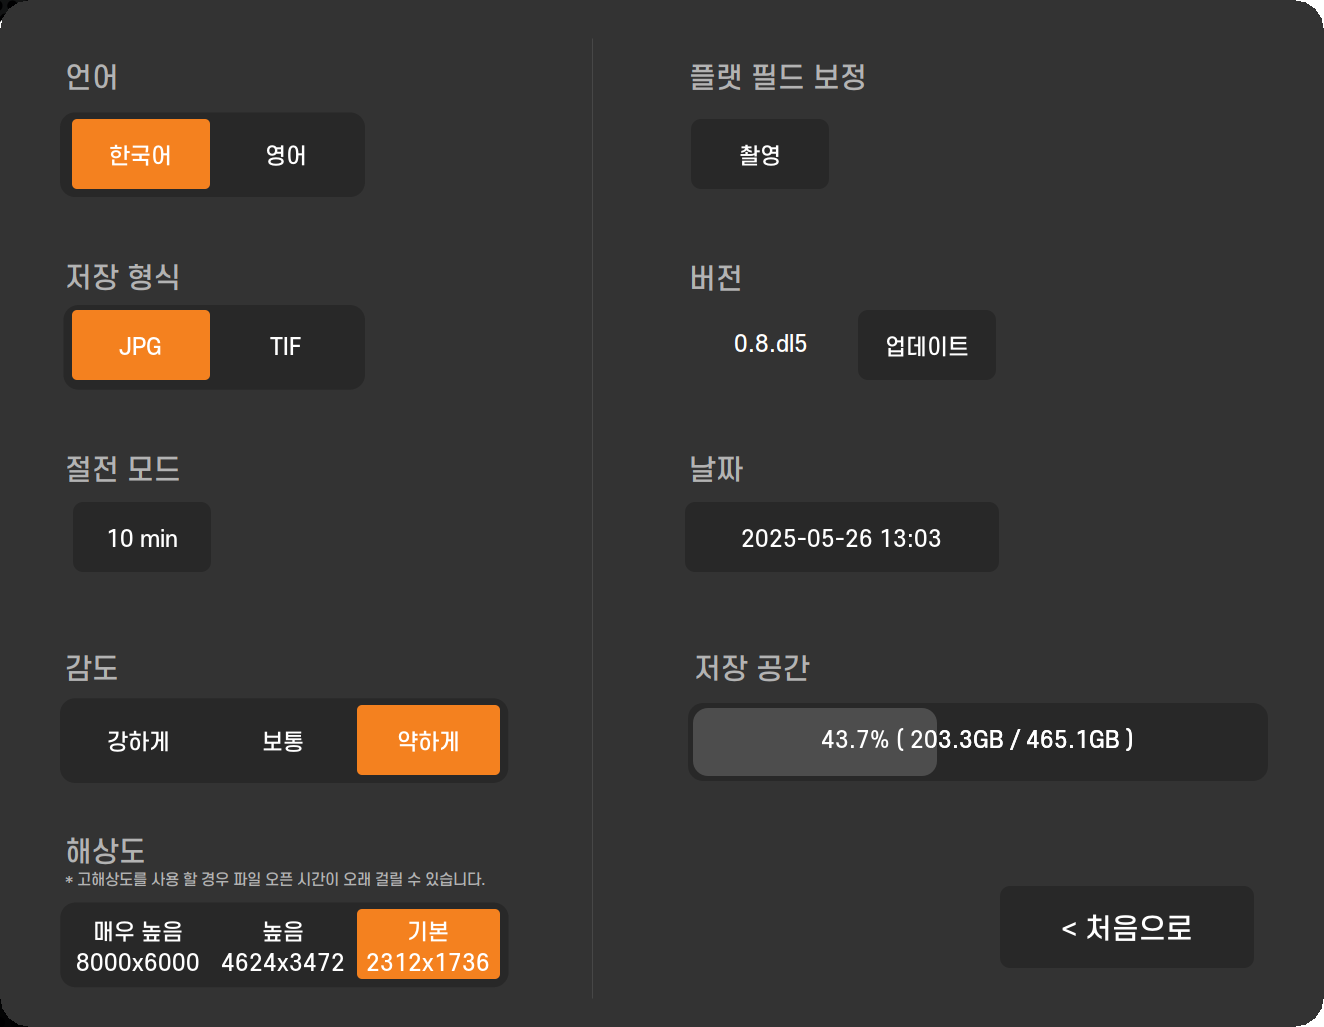 언어
한국어 영어
저장 형식
JPG TIF
절전 모드
10 min
감도
강하게 보통 약하게
해상도
* 고해상도를 사용 할 경우 파일 오픈 시간이 오래 걸릴 수 있습니다.
매우 높음 높음 기본
8000x6000 4624x3472 2312x1736
플랫 필드 보정
촬영
버전
0.8.dl5 업데이트
날짜
2025-05-26 13:03
저장 공간
43.7% ( 203.3GB / 465.1GB )
< 처음으로